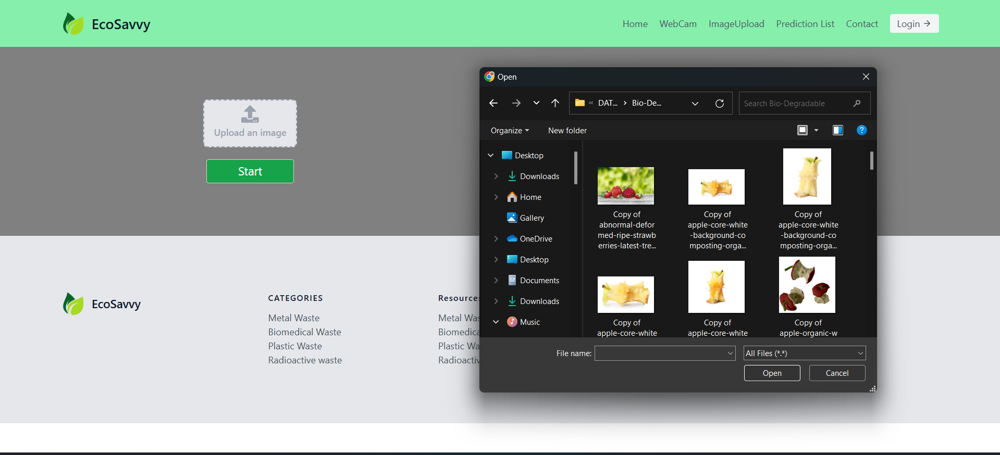 EcoSavvy
Home WebCam ImageUpload Prediction List Contact Login
Upload an image
Start
Open
« DAT... › Bio-De...
Search Bio-Degradable
Organize
New folder
?
Desktop
Downloads
Home
Gallery
OneDrive
Desktop
Documents
Downloads
Music
Copy of
abnormal-defor
med-ripe-strawb
erries-latest-tre...
Copy of
apple-core-white
-background-co
mposting-orga...
Copy of
apple-core-white
-background-co
mposting-orga...
Copy of
apple-core-white
Copy of
apple-core-white
Copy of
apple-organic-w
File name:
All Files (*.*)
Open
Cancel
EcoSavvy
CATEGORIES
Metal Waste
Biomedical Waste
Plastic Waste
Radioactive waste
Resources
Metal Was
Biomedica
Plastic Wa
Radioactiv